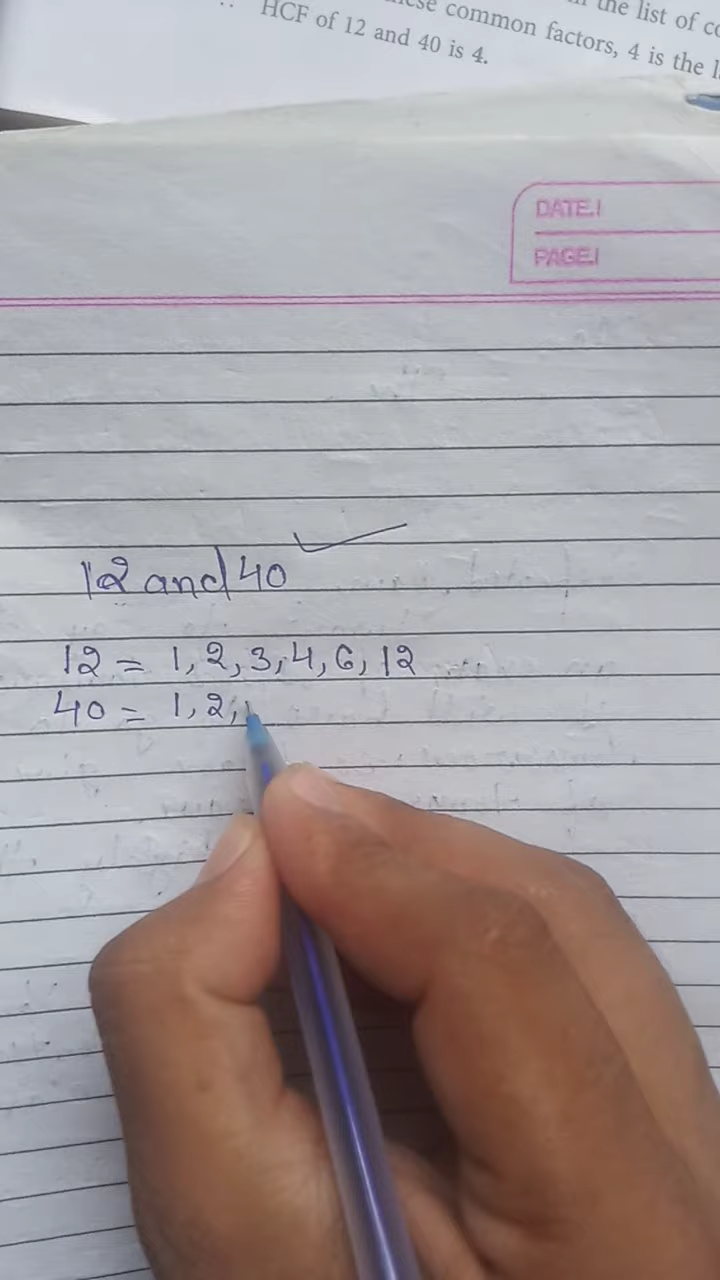 the list of
common factors, 4 is the
HCF of 12 and 40 is 4.
DATE:
PAGE:
12 and 40
12 = 1, 2, 3, 4, 6, 12
40 = 1, 2,